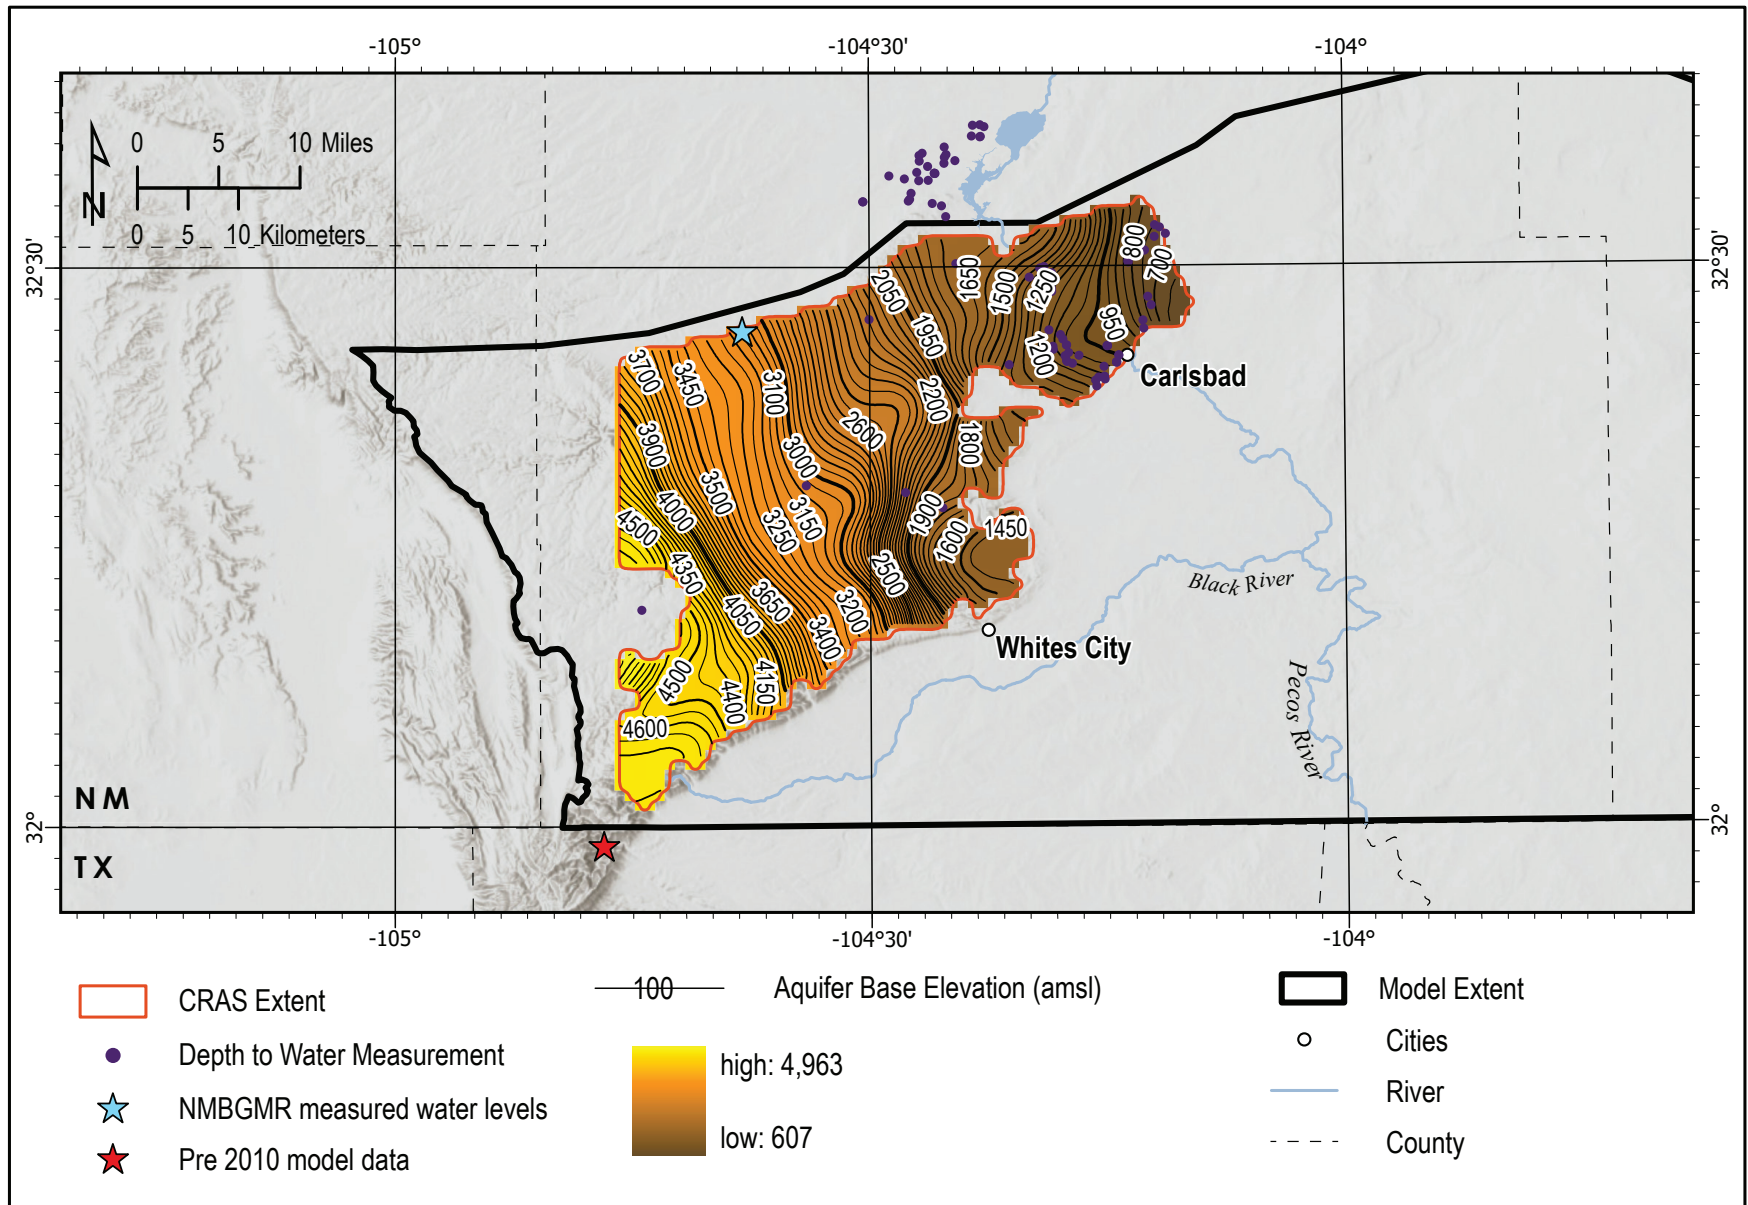 -105°
-104°30'
-104°
0
5
10 Miles
N
0
5
10 Kilometers
32°30'
32°30'
800
700
2050
1650
1500
1250
950
1950
1200
3700
3450
3100
2200
Carlsbad
3900
2600
1800
3000
3500
4000
4500
3150
3250
1900
1600
1450
4350
2500
Black River
4050
3650
3200
3400
Whites City
4500
4400
4150
4600
Pecos River
NM
32°
32°
TX
-105°
-104°30'
-104°
CRAS Extent
Depth to Water Measurement
NMBGMR measured water levels
Pre 2010 model data
100
Aquifer Base Elevation (amsl)
high: 4,963
low: 607
Model Extent
Cities
River
County